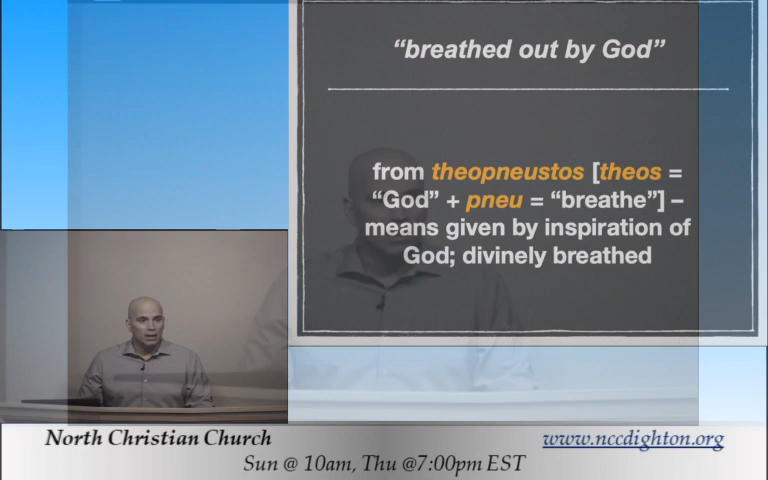 “breathed out by God”
from theopneustos [theos =
“God” + pneu = “breathe”] –
means given by inspiration of
God; divinely breathed
North Christian Church
www.nccdighton.org
Sun @ 10am, Thu @7:00pm EST